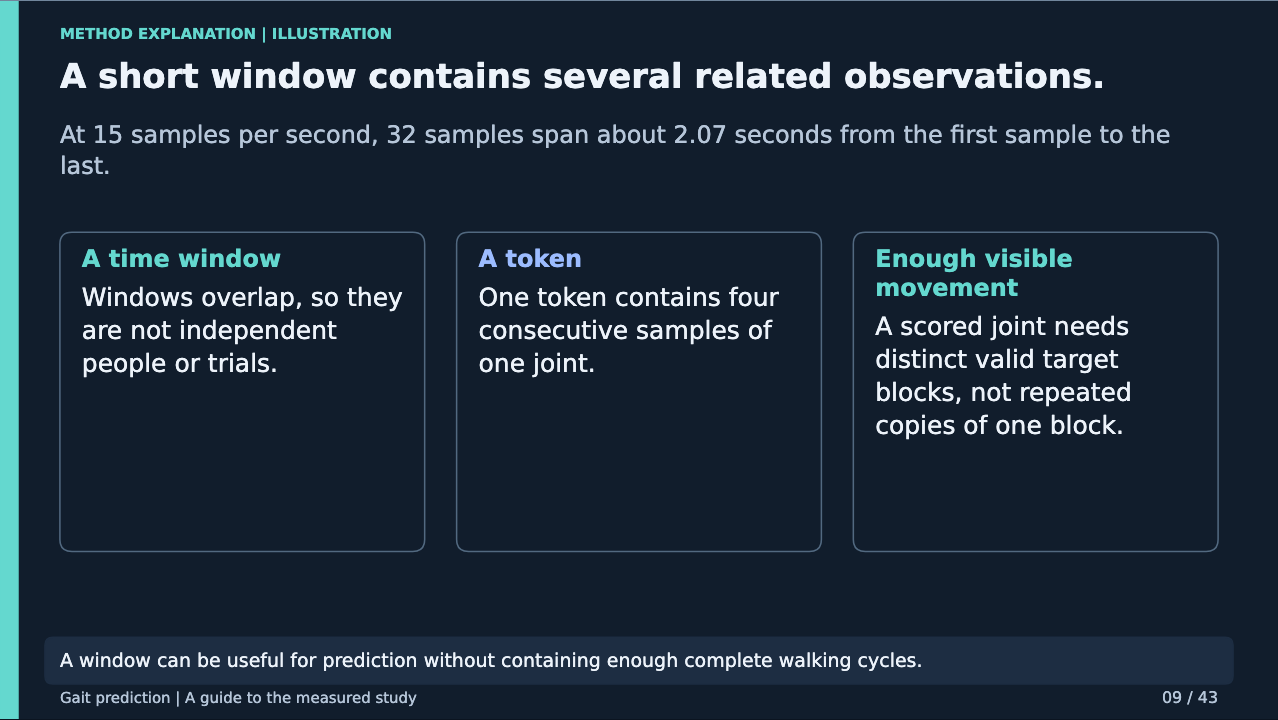 METHOD EXPLANATION | ILLUSTRATION
A short window contains several related observations.
At 15 samples per second, 32 samples span about 2.07 seconds from the first sample to the
last.
A time window
Windows overlap, so they
are not independent
people or trials.
A token
One token contains four
consecutive samples of
one joint.
Enough visible
movement
A scored joint needs
distinct valid target
blocks, not repeated
copies of one block.
A window can be useful for prediction without containing enough complete walking cycles.
Gait prediction | A guide to the measured study
09 / 43